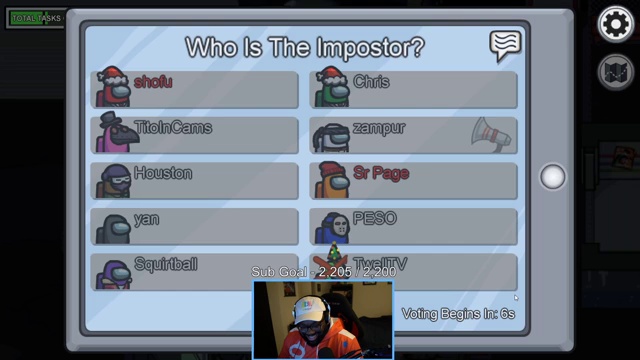 TOTAL TASKS
Who Is The Impostor?
shofu
Chris
TitoInCams
zampur
Houston
Sr Page
yan
PESO
Squirtball
TwellTV
Sub Goal - 2,205 / 2,200
Voting Begins In: 6s